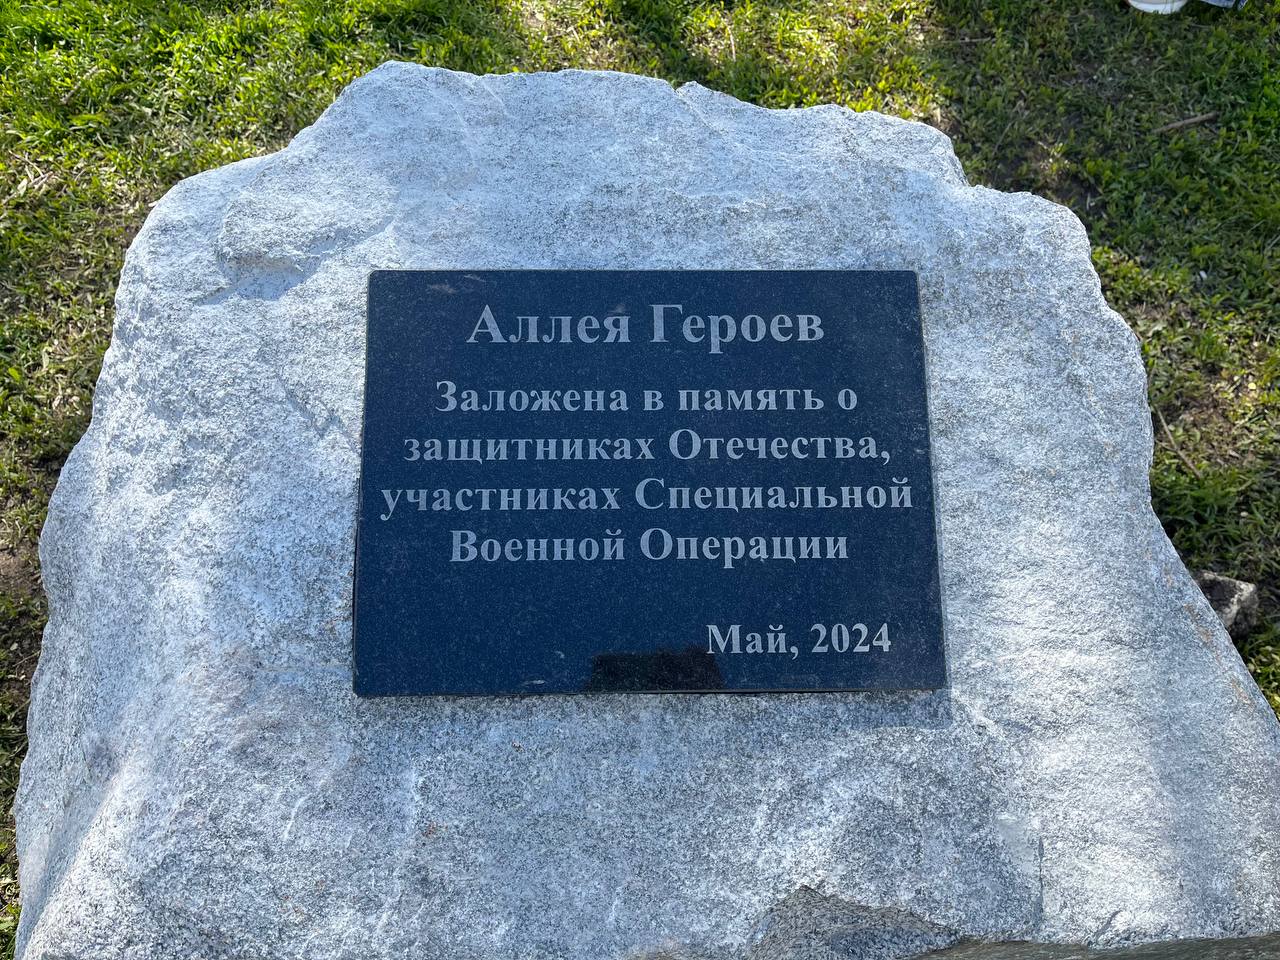 Аллея Героев
Заложена в память о
защитниках Отечества,
участниках Специальной
Военной Операции
Май, 2024